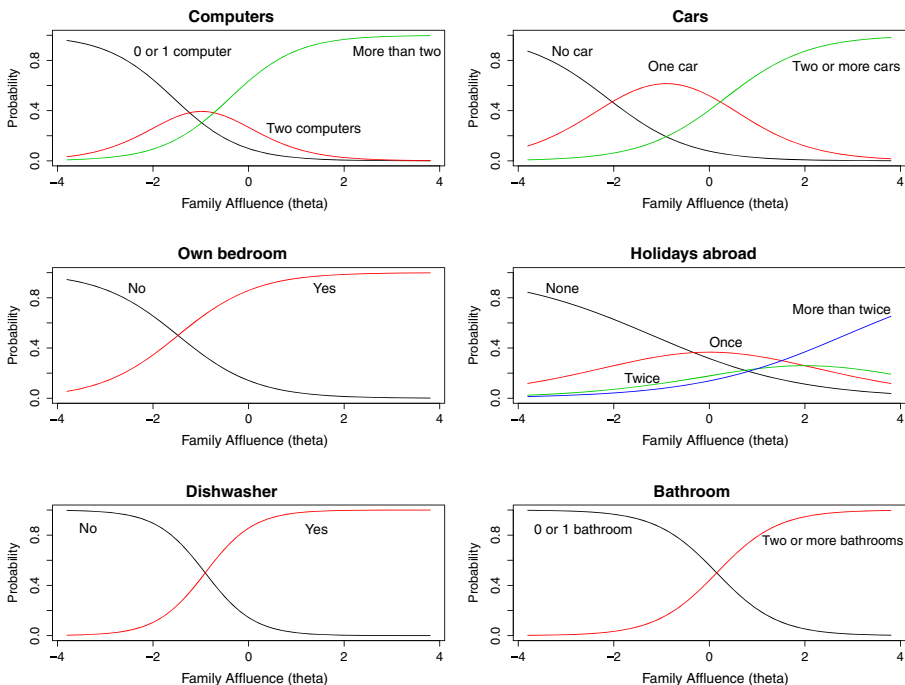 Computers
Probability
0.0 0.4 0.8
0 or 1 computer
More than two
Two computers
−4 −2 0 2 4
Family Affluence (theta)
Cars
Probability
0.0 0.4 0.8
No car
One car
Two or more cars
−4 −2 0 2 4
Family Affluence (theta)
Own bedroom
Probability
0.0 0.4 0.8
No
Yes
−4 −2 0 2 4
Family Affluence (theta)
Holidays abroad
Probability
0.0 0.4 0.8
None
More than twice
Once
Twice
−4 −2 0 2 4
Family Affluence (theta)
Dishwasher
Probability
0.0 0.4 0.8
No
Yes
−4 −2 0 2 4
Family Affluence (theta)
Bathroom
Probability
0.0 0.4 0.8
0 or 1 bathroom
Two or more bathrooms
−4 −2 0 2 4
Family Affluence (theta)